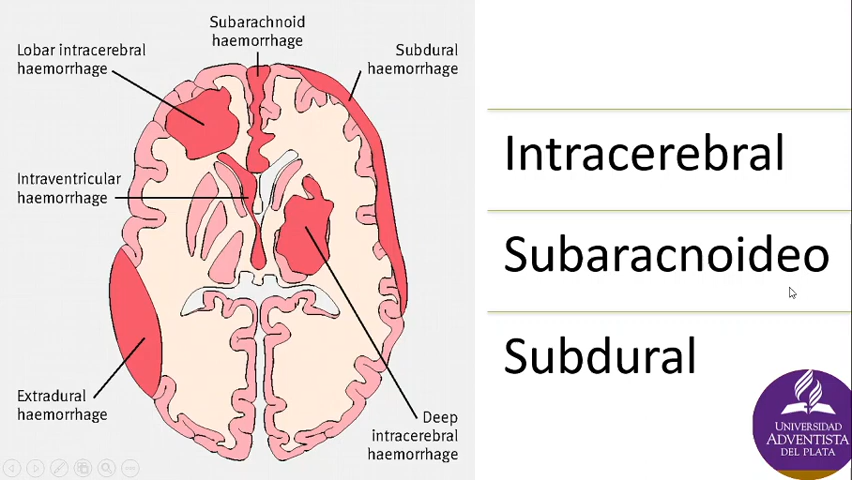 Subarachnoid
haemorrhage
Lobar intracerebral
haemorrhage
Subdural
haemorrhage
Intraventricular
haemorrhage
Extradural
haemorrhage
Deep
intracerebral
haemorrhage
Intracerebral
Subaracnoideo
Subdural
UNIVERSIDAD
ADVENTISTA
DEL PLATA